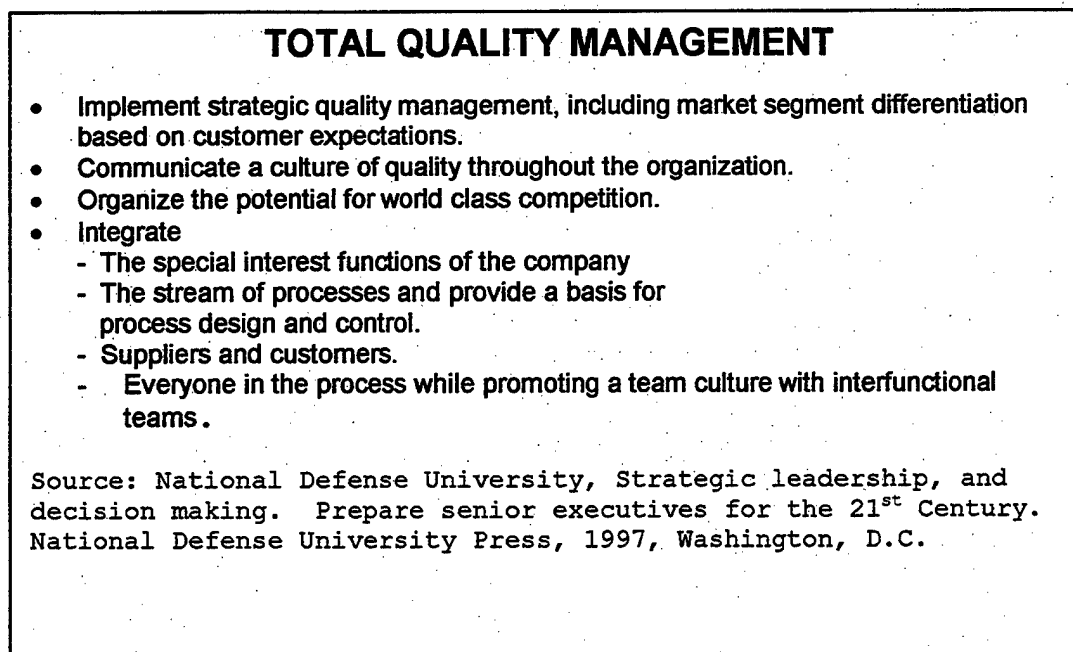 TOTAL QUALITY MANAGEMENT
• Implement strategic quality management, including market segment differentiation
based on customer expectations.
• Communicate a culture of quality throughout the organization.
• Organize the potential for world class competition.
• Integrate
- The special interest functions of the company
- The stream of processes and provide a basis for
process design and control.
- Suppliers and customers.
- Everyone in the process while promoting a team culture with interfunctional
teams.
Source: National Defense University, Strategic leadership, and
decision making. Prepare senior executives for the 21st Century.
National Defense University Press, 1997, Washington, D.C.